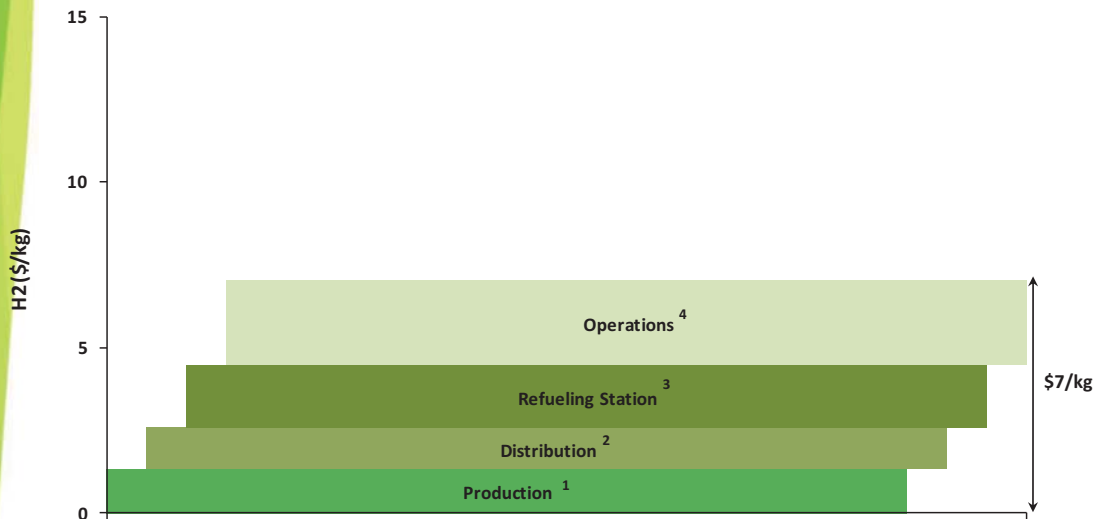 15
10
H2 ($/kg)
Operations 4
5
$7/kg
Refueling Station 3
Distribution 2
Production 1
0